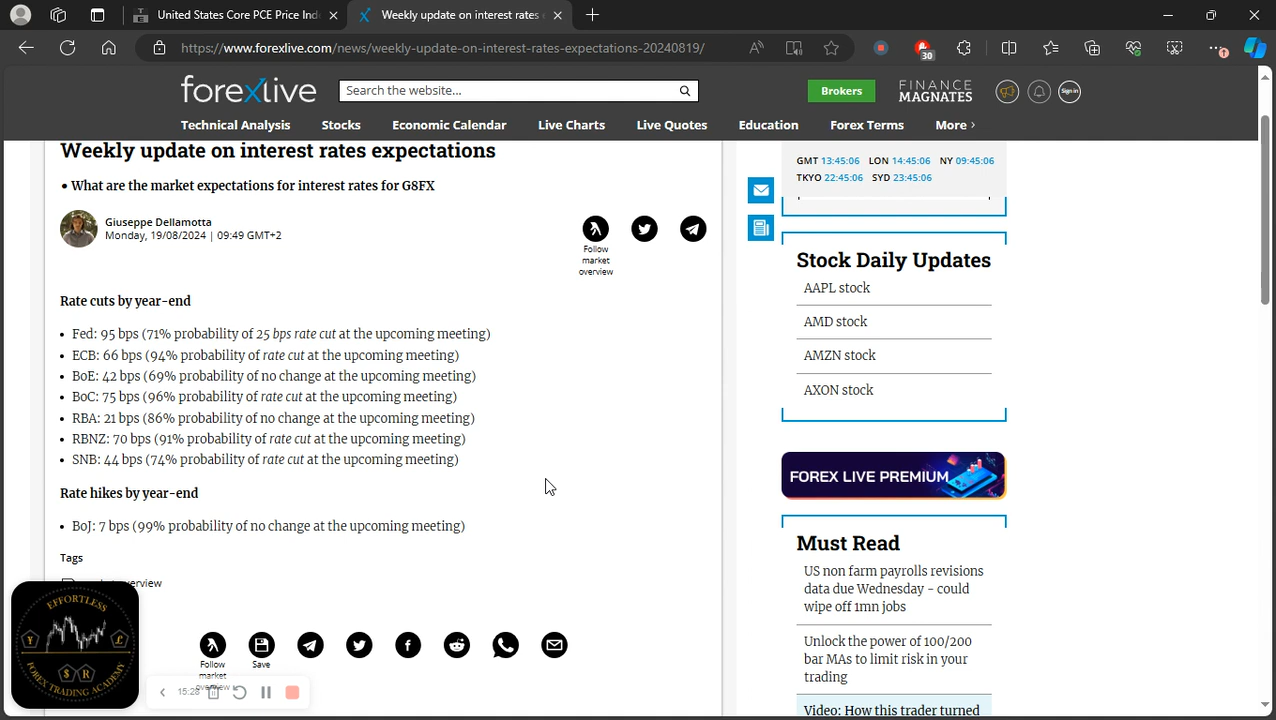 United States Core PCE Price Ind
Weekly update on interest rates e
https://www.forexlive.com/news/weekly-update-on-interest-rates-expectations-20240819/
30
forexlive
Search the website...
Brokers
FINANCE
MAGNATES
Sign in
Technical Analysis
Stocks
Economic Calendar
Live Charts
Live Quotes
Education
Forex Terms
More ›
Weekly update on interest rates expectations
• What are the market expectations for interest rates for G8FX
Giuseppe Dellamotta
Monday, 19/08/2024 | 09:49 GMT+2
Follow
market
overview
Rate cuts by year-end
• Fed: 95 bps (71% probability of 25 bps rate cut at the upcoming meeting)
• ECB: 66 bps (94% probability of rate cut at the upcoming meeting)
• BoE: 42 bps (69% probability of no change at the upcoming meeting)
• BoC: 75 bps (96% probability of rate cut at the upcoming meeting)
• RBA: 21 bps (86% probability of no change at the upcoming meeting)
• RBNZ: 70 bps (91% probability of rate cut at the upcoming meeting)
• SNB: 44 bps (74% probability of rate cut at the upcoming meeting)
Rate hikes by year-end
• BoJ: 7 bps (99% probability of no change at the upcoming meeting)
Tags
erview
Follow
market
overview
Save
GMT 13:45:06 LON 14:45:06 NY 09:45:06
TKYO 22:45:06 SYD 23:45:06
Stock Daily Updates
AAPL stock
AMD stock
AMZN stock
AXON stock
FOREX LIVE PREMIUM
Must Read
US non farm payrolls revisions
data due Wednesday - could
wipe off 1mn jobs
Unlock the power of 100/200
bar MAs to limit risk in your
trading
Video: How this trader turned
EFFORTLESS
¥ £
$ R
FOREX TRADING ACADEMY
15:28